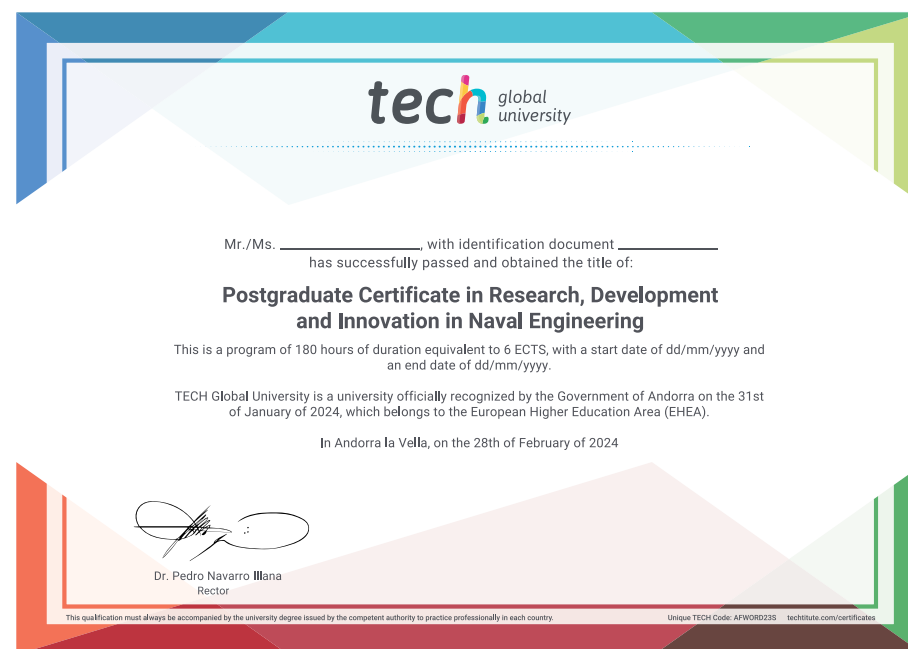 tech global university
Mr./Ms. ____________, with identification document ____________
has successfully passed and obtained the title of:
Postgraduate Certificate in Research, Development
and Innovation in Naval Engineering
This is a program of 180 hours of duration equivalent to 6 ECTS, with a start date of dd/mm/yyyy and
an end date of dd/mm/yyyy.
TECH Global University is a university officially recognized by the Government of Andorra on the 31st
of January of 2024, which belongs to the European Higher Education Area (EHEA).
In Andorra la Vella, on the 28th of February of 2024
Dr. Pedro Navarro Illana
Rector
This qualification must always be accompanied by the university degree issued by the competent authority to practice professionally in each country.
Unique TECH Code: AFWORD23S techtitute.com/certificates